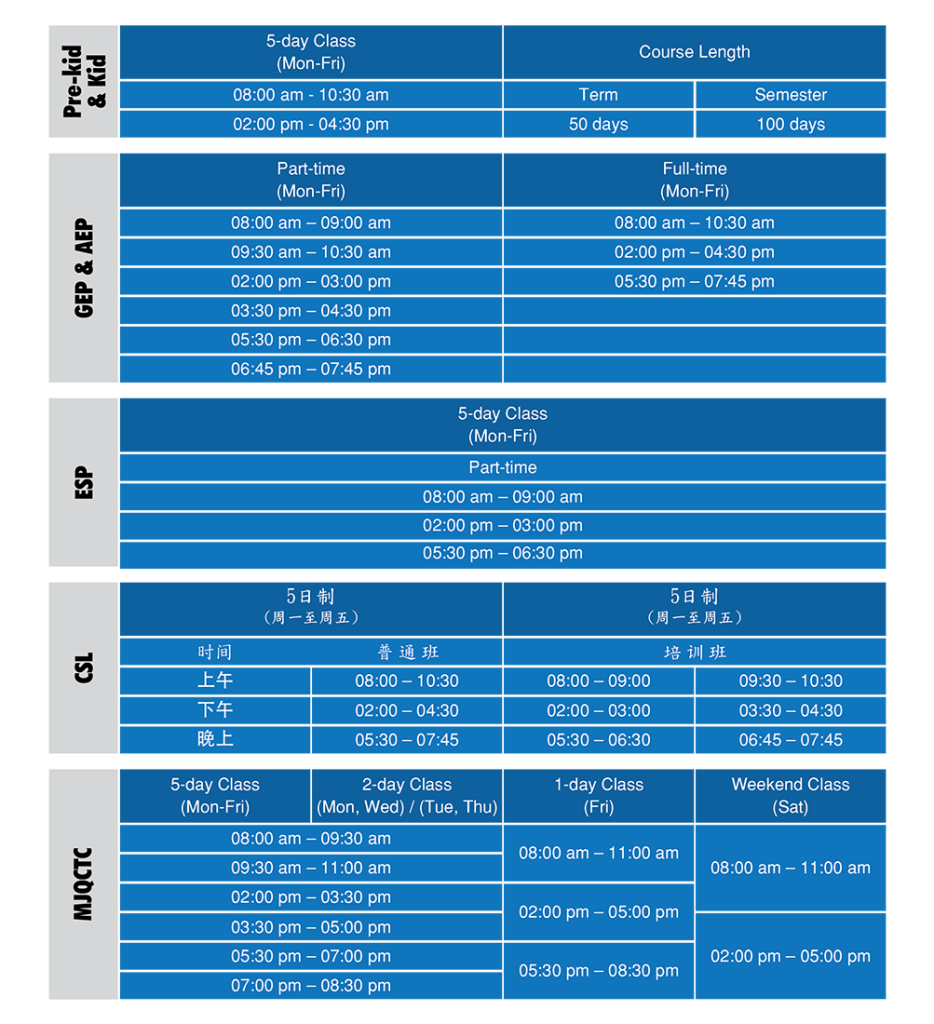 Pre-kid
& Kid
5-day Class
(Mon-Fri)
Course Length
08:00 am - 10:30 am
Term
Semester
02:00 pm - 04:30 pm
50 days
100 days
GEP & AEP
Part-time
(Mon-Fri)
Full-time
(Mon-Fri)
08:00 am – 09:00 am
08:00 am – 10:30 am
09:30 am – 10:30 am
02:00 pm – 04:30 pm
02:00 pm – 03:00 pm
05:30 pm – 07:45 pm
03:30 pm – 04:30 pm
05:30 pm – 06:30 pm
06:45 pm – 07:45 pm
ESP
5-day Class
(Mon-Fri)
Part-time
08:00 am – 09:00 am
02:00 pm – 03:00 pm
05:30 pm – 06:30 pm
CSL
5日制
(周一至周五)
5日制
(周一至周五)
时间
普通班
培训班
上午
08:00 – 10:30
08:00 – 09:00
09:30 – 10:30
下午
02:00 – 04:30
02:00 – 03:00
03:30 – 04:30
晚上
05:30 – 07:45
05:30 – 06:30
06:45 – 07:45
MJQCTC
5-day Class
(Mon-Fri)
2-day Class
(Mon, Wed) / (Tue, Thu)
1-day Class
(Fri)
Weekend Class
(Sat)
08:00 am – 09:30 am
08:00 am – 11:00 am
08:00 am – 11:00 am
09:30 am – 11:00 am
02:00 pm – 03:30 pm
02:00 pm – 05:00 pm
03:30 pm – 05:00 pm
05:30 pm – 07:00 pm
05:30 pm – 08:30 pm
02:00 pm – 05:00 pm
07:00 pm – 08:30 pm